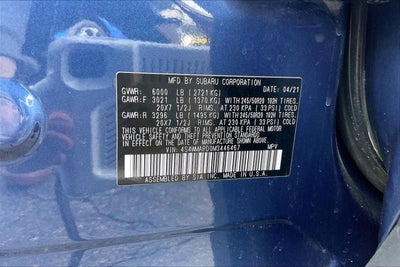 MFD. BY SUBARU CORPORATION
GVWR: 6000 LB (2721 KG) DATE: 04/21
GAWR:F 3021 LB (1370 KG) WITH 245/50R20 102H TIRES.
20X7 1/2J RIMS. AT 230 KPA ( 33 PSI) COLD
GAWR:R 3296 LB (1495 KG) WITH 245/50R20 102H TIRES.
20X7 1/2J RIMS. AT 230 KPA ( 33 PSI) COLD
THIS VEHICLE CONFORMS TO ALL APPLICABLE FEDERAL MOTOR
VEHICLE SAFETY STANDARDS IN EFFECT ON THE DATE OF
MANUFACTURE SHOWN ABOVE.
VIN: 4S4WMARD0M3446467 MPV
ASSEMBLED BY SIA, INC. IN U.S.A.